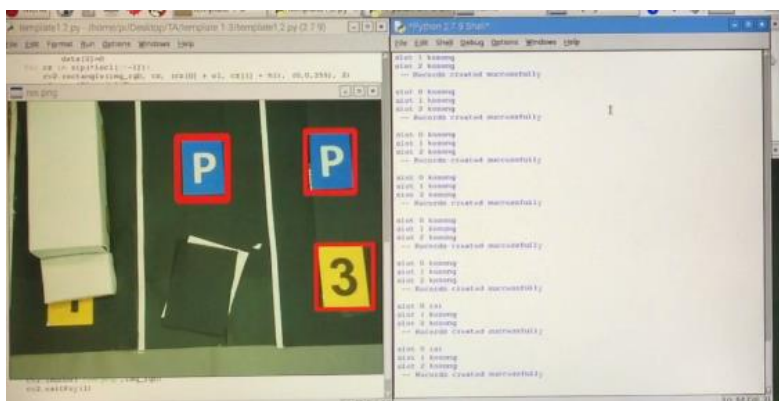 template1.2.py - /home/pi/Desktop/TA/template 1.3/template1.2.py (2.7.9)
File Edit Format Run Options Windows Help
data[2]=0
res.png
P
P
3
cv2.waitKey(1)
*Python 2.7.9 Shell*
File Edit Shell Debug Options Windows Help
slot 1 kosong
slot 2 kosong
-- Records created successfully
slot 0 kosong
slot 1 kosong
slot 2 kosong
-- Records created successfully
slot 0 kosong
slot 1 kosong
slot 2 kosong
-- Records created successfully
slot 0 kosong
slot 1 kosong
slot 2 kosong
-- Records created successfully
slot 0 kosong
slot 1 kosong
slot 2 kosong
-- Records created successfully
slot 0 kosong
slot 1 kosong
slot 2 kosong
-- Records created successfully
slot 0 isi
slot 1 kosong
slot 2 kosong
-- Records created successfully
slot 0 isi
slot 1 kosong
slot 2 kosong
-- Records created successfully